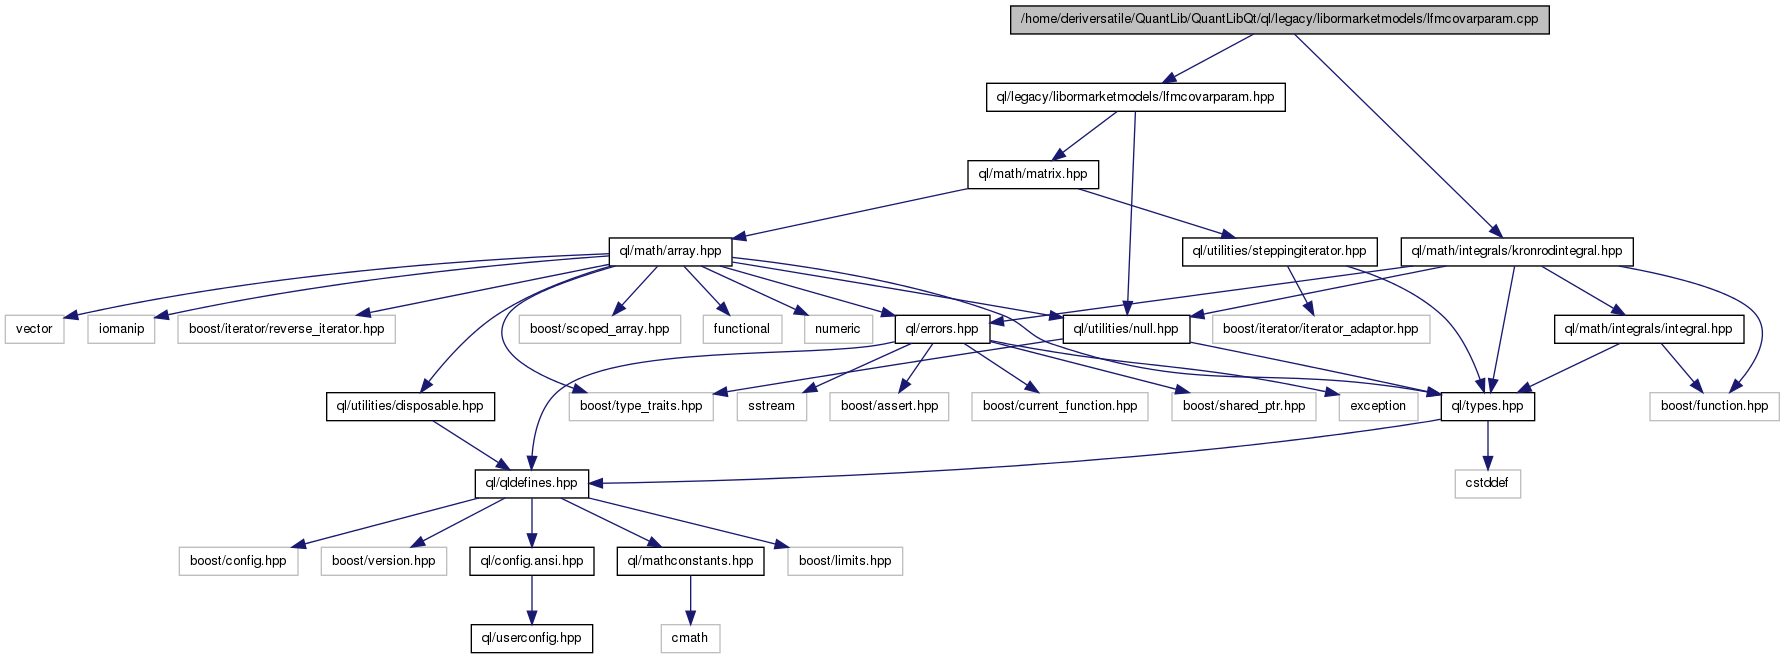 /home/deriversatile/QuantLib/QuantLibQt/ql/legacy/libormarketmodels/lfmcovarparam.cpp
ql/legacy/libormarketmodels/lfmcovarparam.hpp
ql/math/matrix.hpp
ql/math/array.hpp
ql/utilities/steppingiterator.hpp
ql/math/integrals/kronrodintegral.hpp
vector
iomanip
boost/iterator/reverse_iterator.hpp
boost/scoped_array.hpp
functional
numeric
ql/errors.hpp
ql/utilities/null.hpp
boost/iterator/iterator_adaptor.hpp
ql/math/integrals/integral.hpp
ql/utilities/disposable.hpp
boost/type_traits.hpp
sstream
boost/assert.hpp
boost/current_function.hpp
boost/shared_ptr.hpp
exception
ql/types.hpp
boost/function.hpp
ql/qldefines.hpp
cstddef
boost/config.hpp
boost/version.hpp
ql/config.ansi.hpp
ql/mathconstants.hpp
boost/limits.hpp
ql/userconfig.hpp
cmath